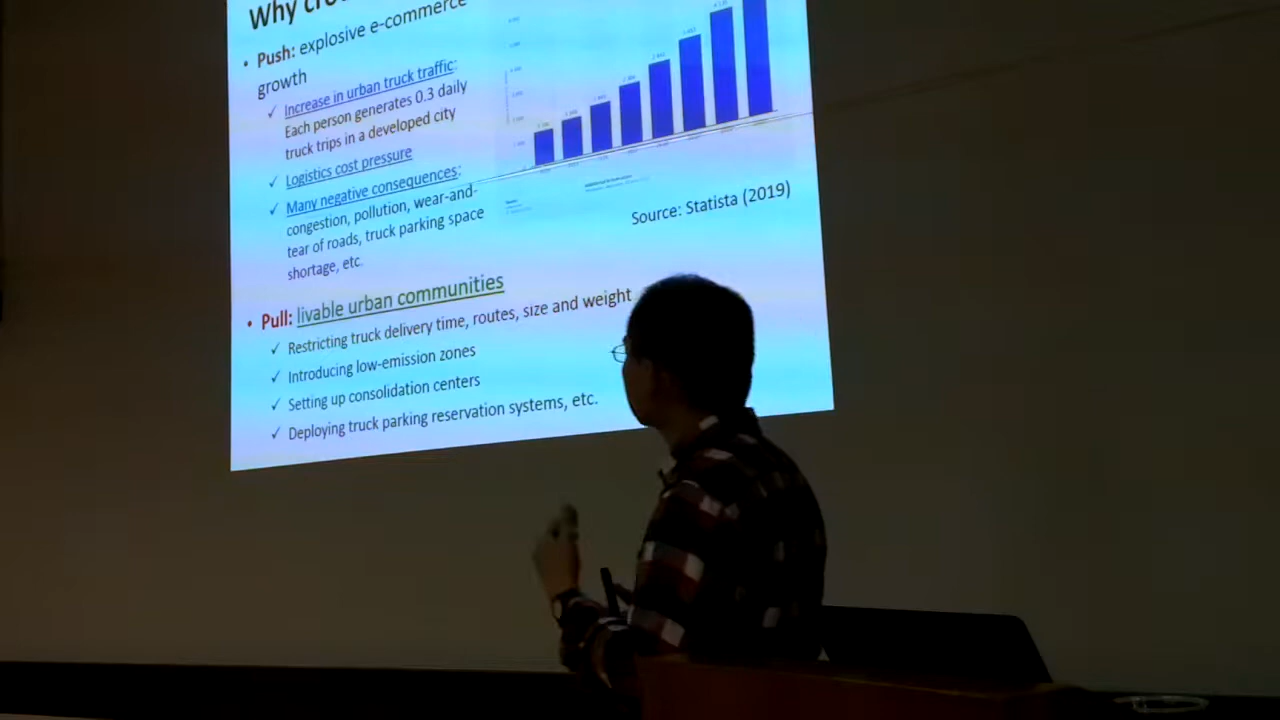 Why
• Push: explosive e-commerce
growth
✓ Increase in urban truck traffic:
Each person generates 0.3 daily
truck trips in a developed city
✓ Logistics cost pressure
✓ Many negative consequences:
congestion, pollution, wear-and-
tear of roads, truck parking space
shortage, etc.
Source: Statista (2019)
• Pull: livable urban communities
✓ Restricting truck delivery time, routes, size and weight
✓ Introducing low-emission zones
✓ Setting up consolidation centers
✓ Deploying truck parking reservation systems, etc.